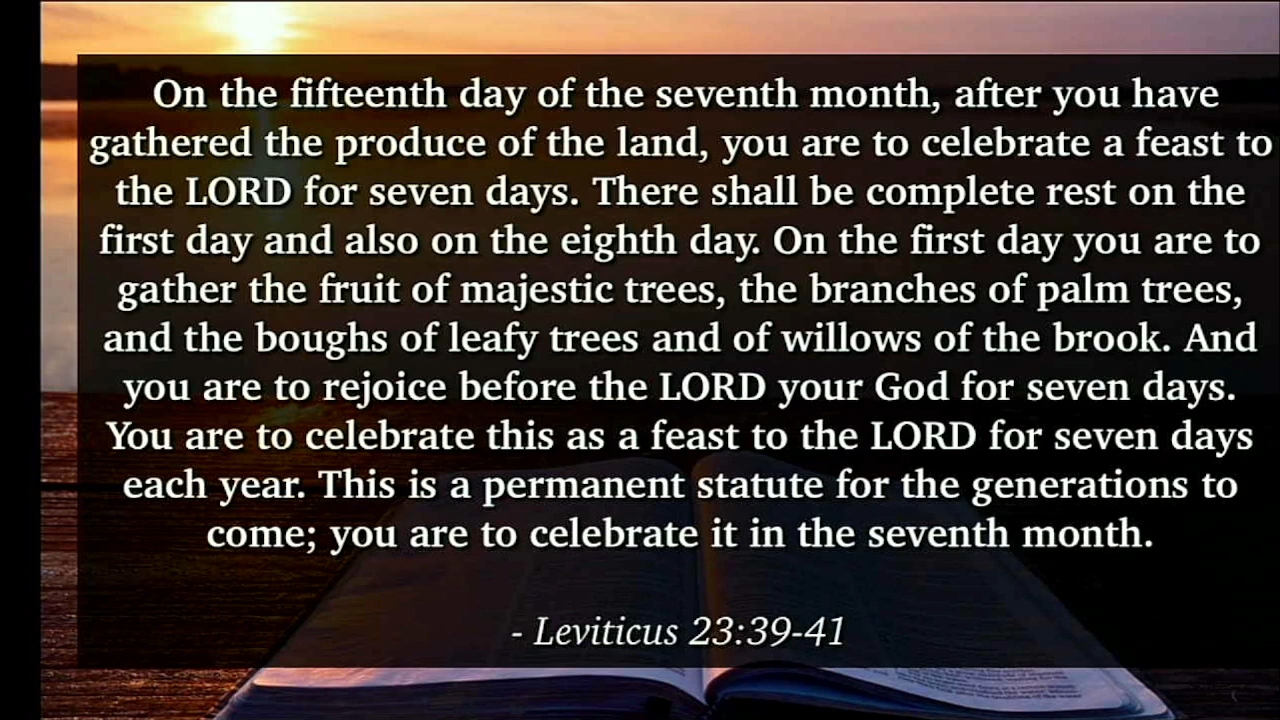 On the fifteenth day of the seventh month, after you have
gathered the produce of the land, you are to celebrate a feast to
the LORD for seven days. There shall be complete rest on the
first day and also on the eighth day. On the first day you are to
gather the fruit of majestic trees, the branches of palm trees,
and the boughs of leafy trees and of willows of the brook. And
you are to rejoice before the LORD your God for seven days.
You are to celebrate this as a feast to the LORD for seven days
each year. This is a permanent statute for the generations to
come; you are to celebrate it in the seventh month.
- Leviticus 23:39-41